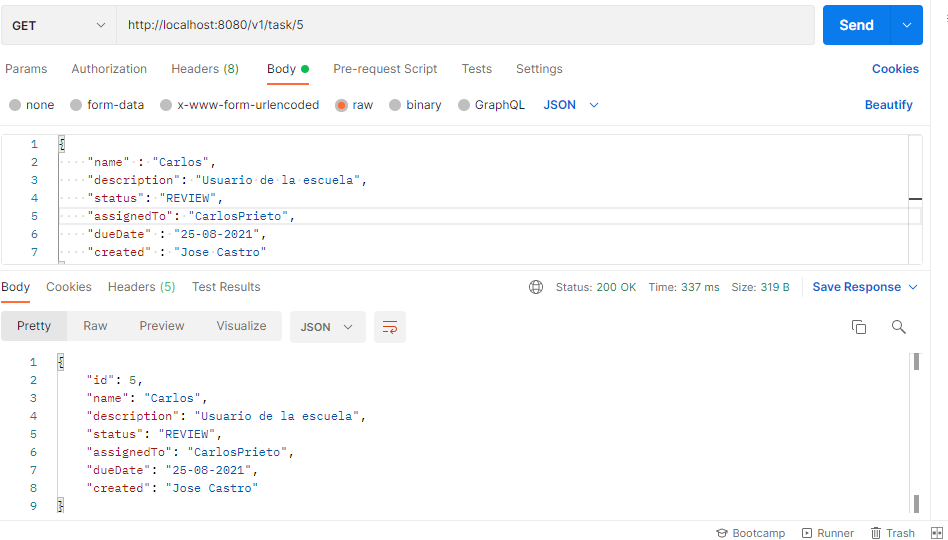 GET http://localhost:8080/v1/task/5 Send
Params Authorization Headers (8) Body Pre-request Script Tests Settings Cookies
none form-data x-www-form-urlencoded raw binary GraphQL JSON Beautify
1 {
2 "name" : "Carlos",
3 "description": "Usuario de la escuela",
4 "status": "REVIEW",
5 "assignedTo": "CarlosPrieto",
6 "dueDate" : "25-08-2021",
7 "created" : "Jose Castro"
Body Cookies Headers (5) Test Results Status: 200 OK Time: 337 ms Size: 319 B Save Response
Pretty Raw Preview Visualize JSON
1 {
2 "id": 5,
3 "name": "Carlos",
4 "description": "Usuario de la escuela",
5 "status": "REVIEW",
6 "assignedTo": "CarlosPrieto",
7 "dueDate": "25-08-2021",
8 "created": "Jose Castro"
9 }
Bootcamp Runner Trash